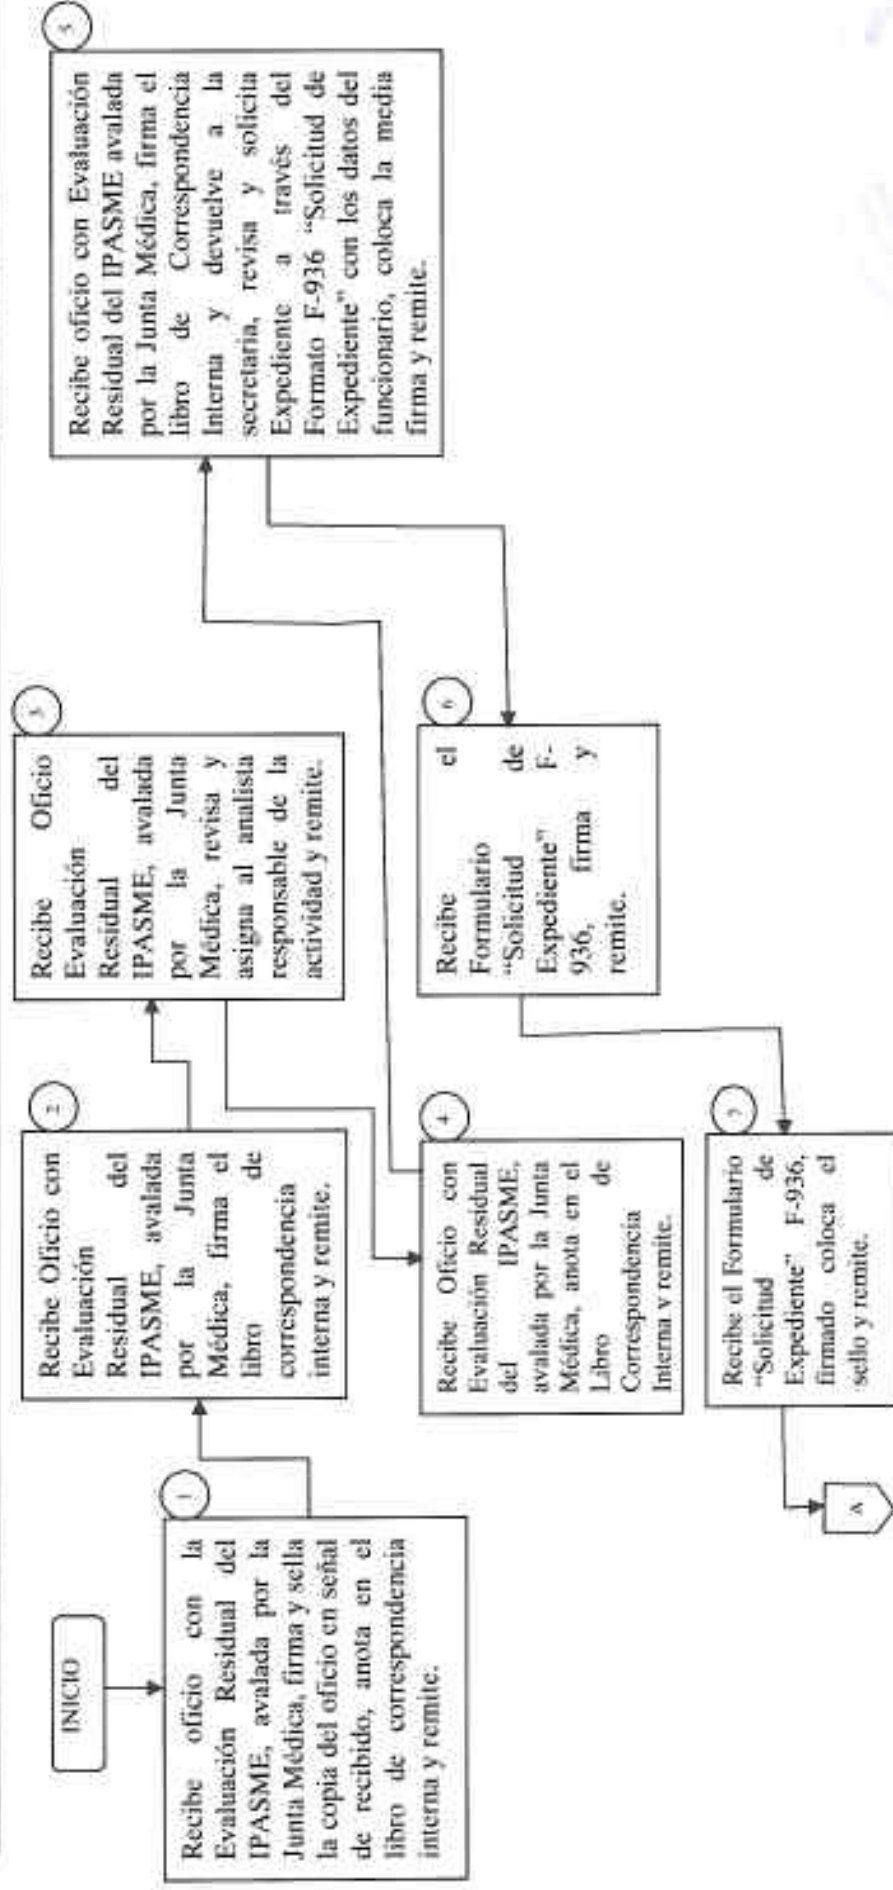 INICIO
1
Recibe oficio con la
Evaluación Residual del
IPASME, avalada por la
Junta Médica, firma y sella
la copia del oficio en señal
de recibido, anota en el
libro de correspondencia
interna y remite.
2
Recibe Oficio con
Evaluación
Residual del
IPASME, avalada
por la Junta
Médica, firma el
libro de
correspondencia
interna y remite.
3
Recibe Oficio
Evaluación
Residual del
IPASME, avalada
por la Junta
Médica, revisa y
asigna al analista
responsable de la
actividad y remite.
4
Recibe Oficio con
Evaluación Residual
del IPASME,
avalada por la Junta
Médica, anota en el
Libro de
Correspondencia
Interna y remite.
5
Recibe oficio con Evaluación
Residual del IPASME avalada
por la Junta Médica, firma el
libro de Correspondencia
Interna y devuelve a la
secretaria, revisa y solicita
Expediente a través del
Formato F-936 “Solicitud de
Expediente” con los datos del
funcionario, coloca la media
firma y remite.
6
Recibe el
Formulario
“Solicitud de
Expediente” F-
936, firma y
remite.
7
Recibe el Formulario
“Solicitud de
Expediente” F-936,
firmado coloca el
sello y remite.
A